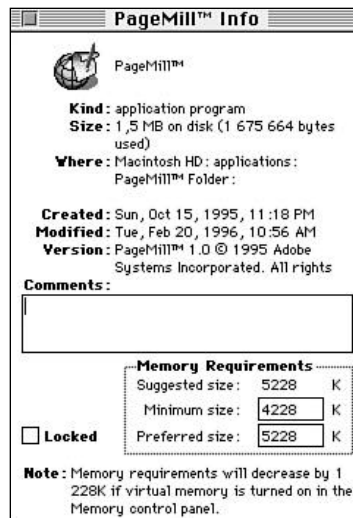 PageMill™ Info
PageMill™
Kind : application program
Size : 1,5 MB on disk (1 675 664 bytes
used)
Where : Macintosh HD : applications :
PageMill™ Folder :
Created : Sun, Oct 15, 1995, 11 :18 PM
Modified : Tue, Feb 20, 1996, 10 :56 AM
Version : PageMill™ 1.0 © 1995 Adobe
Systems Incorporated. All rights
Comments :
Memory Requirements
Suggested size : 5228 K
Minimum size : 4228 K
Locked
Preferred size : 5228 K
Note : Memory requirements will decrease by 1
228K if virtual memory is turned on in the
Memory control panel.